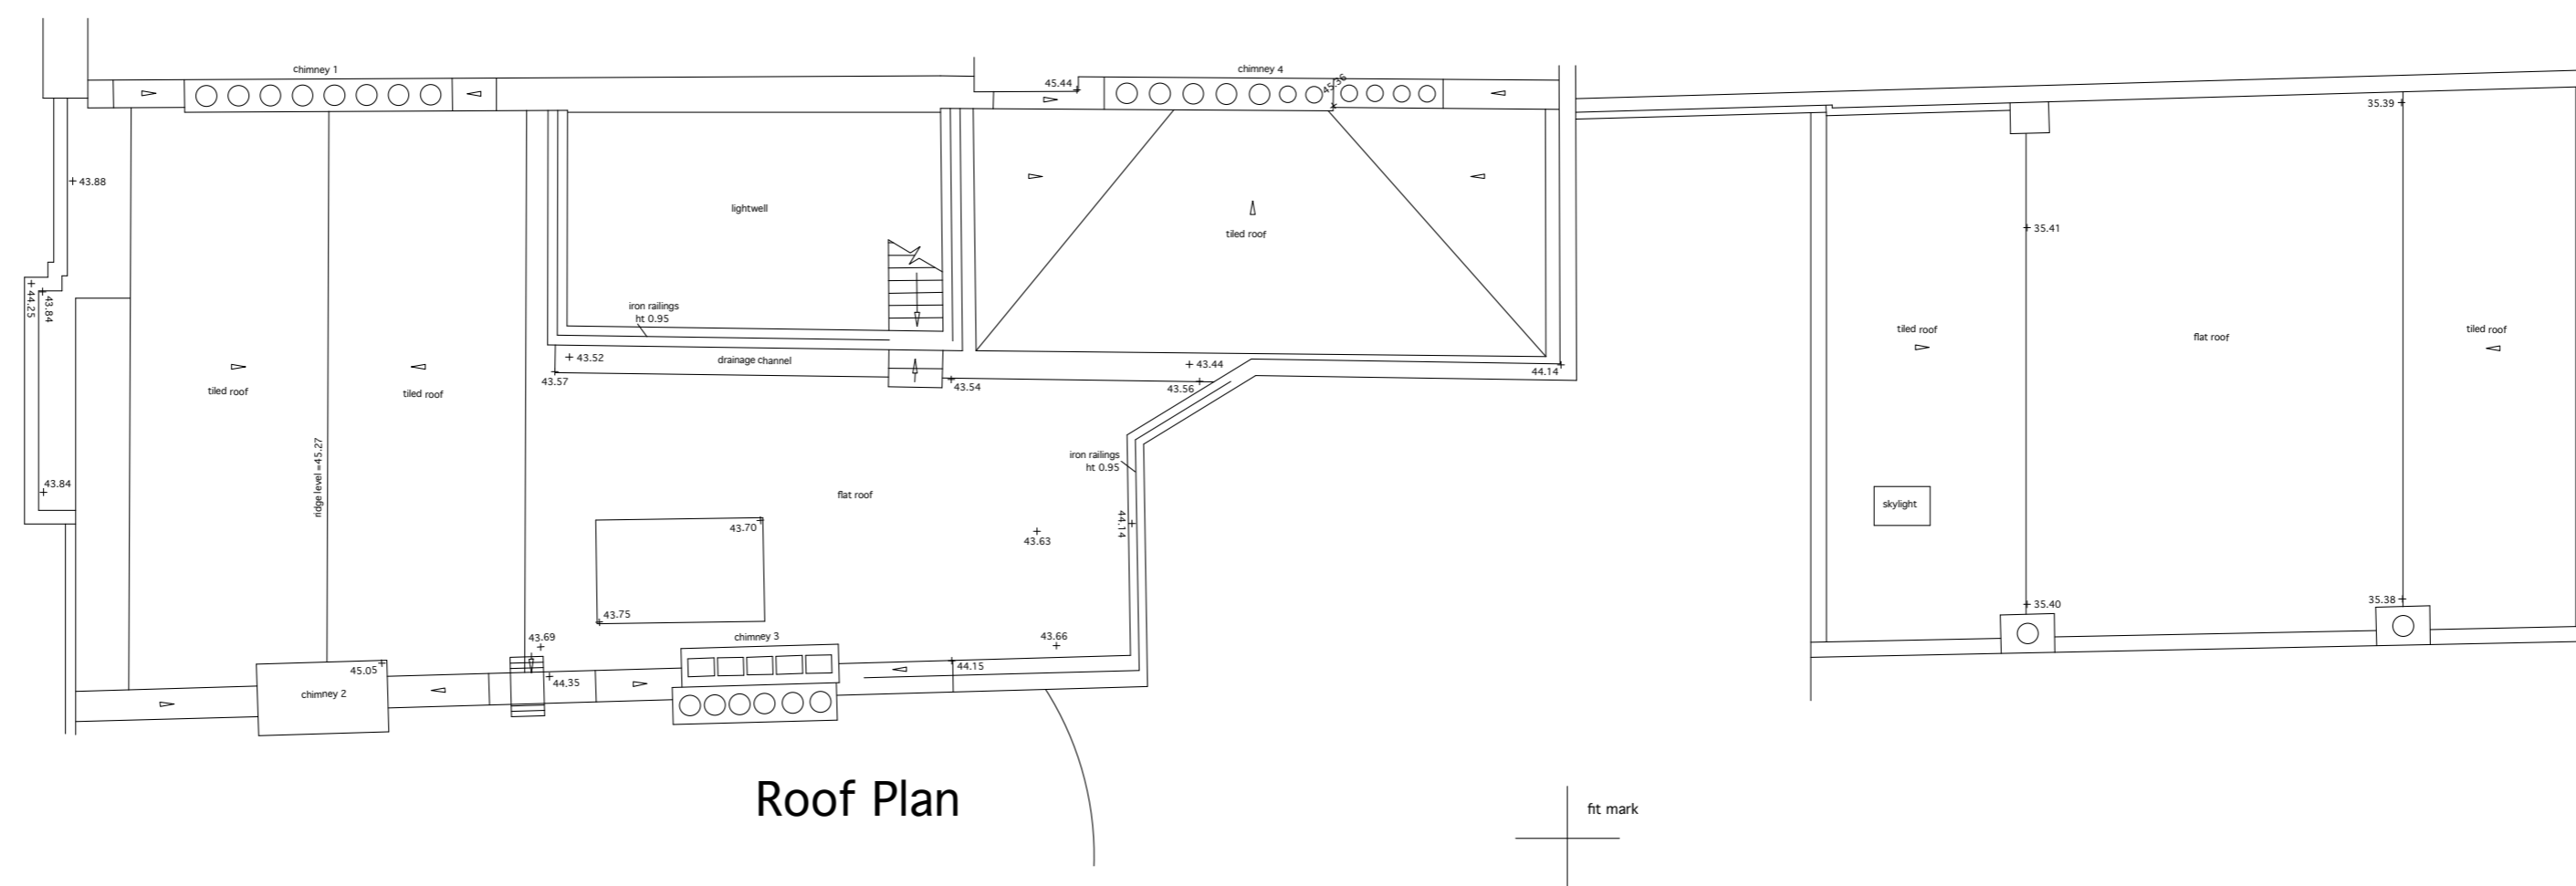 chimney 1
chimney 4
45.44
45.36
35.39
43.88
lightwell
35.41
tiled roof
44.25
43.84
iron railings
ht 0.95
tiled roof
flat roof
tiled roof
43.52
drainage channel
43.44
44.14
43.57
43.54
43.56
tiled roof
tiled roof
ridge level =45.27
iron railings
ht 0.95
43.84
flat roof
skylight
43.70
44.14
43.63
43.75
35.40
35.38
43.69
chimney 3
43.66
45.05
44.15
44.35
chimney 2
Roof Plan
fit mark